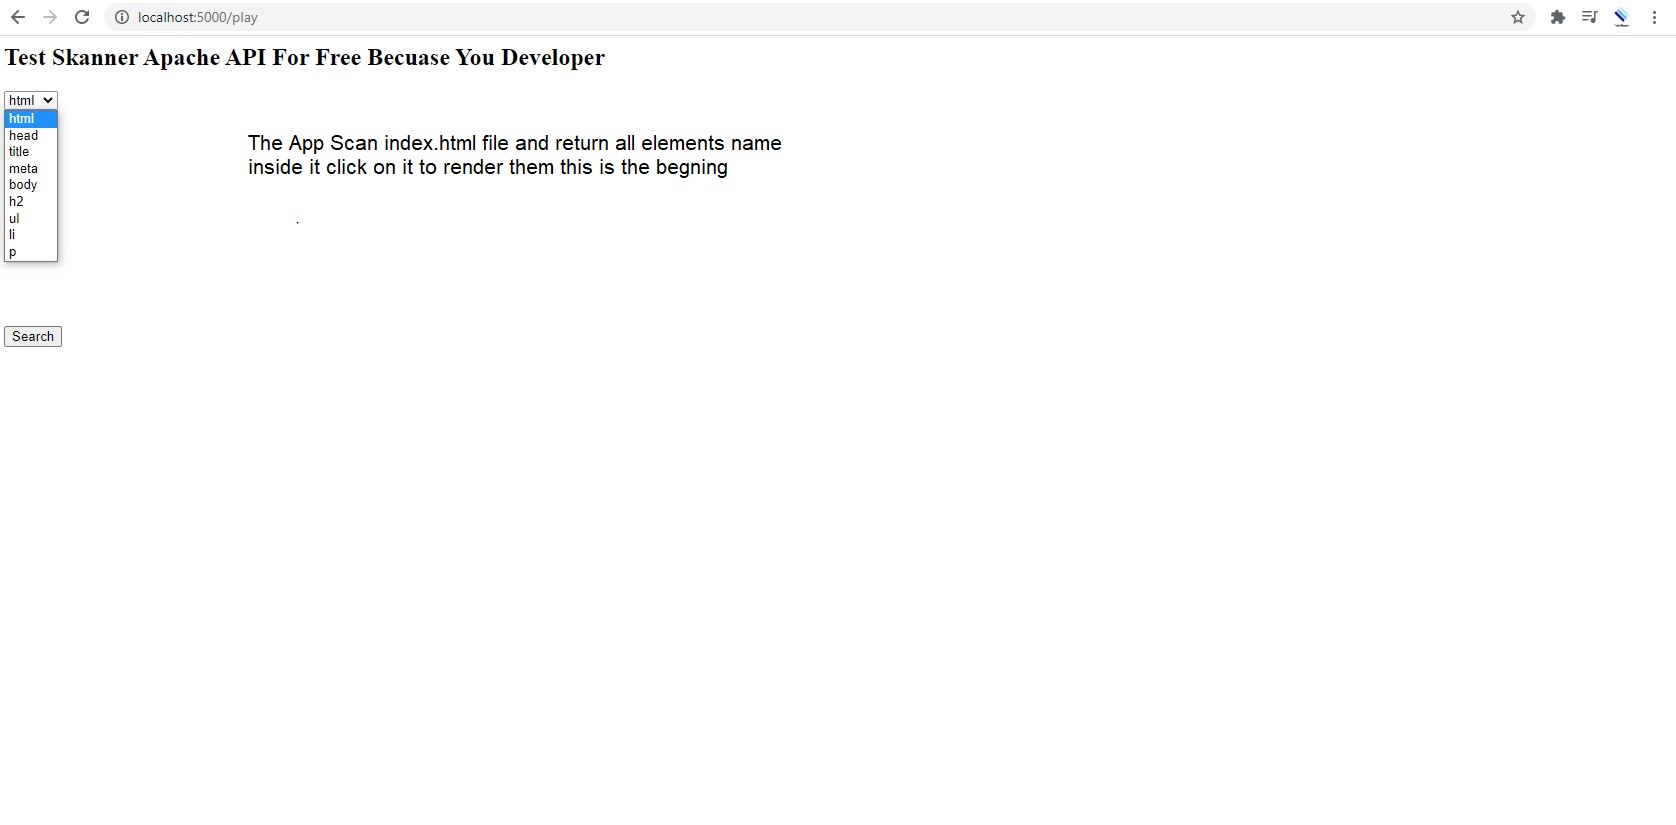 localhost:5000/play
Test Skanner Apache API For Free Becuase You Developer
html
html
head
title
meta
body
h2
ul
li
p
The App Scan index.html file and return all elements name
inside it click on it to render them this is the begning
Search